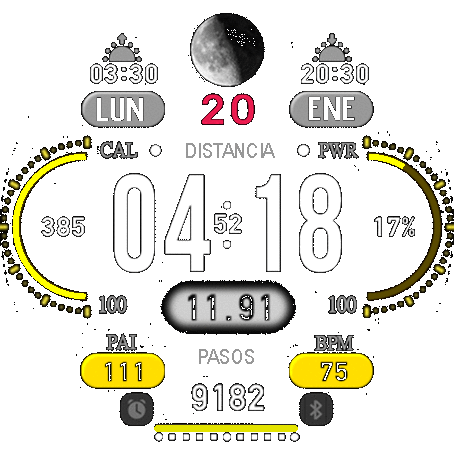 03:30 20:30
LUN 20 ENE
CAL DISTANCIA PWR
04:52:18
385 17%
100 11.91 100
PAI PASOS BPM
111 9182 75